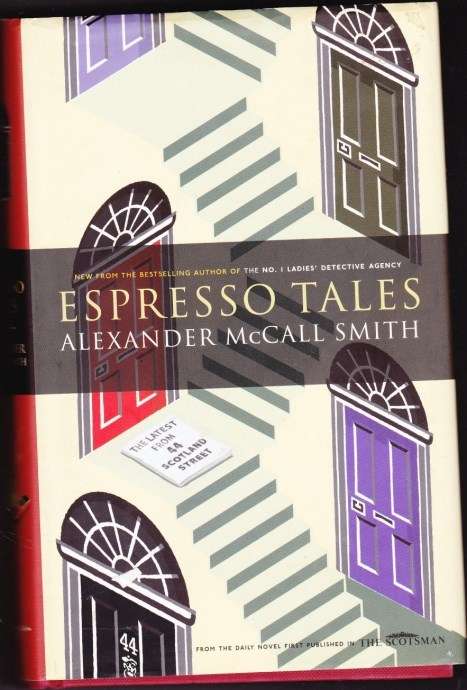 NEW FROM THE BESTSELLING AUTHOR OF THE NO. 1 LADIES' DETECTIVE AGENCY
ESPRESSO TALES
ALEXANDER McCALL SMITH
THE LATEST
FROM
44
SCOTLAND
STREET
44
FROM THE DAILY NOVEL FIRST PUBLISHED IN THE SCOTSMAN